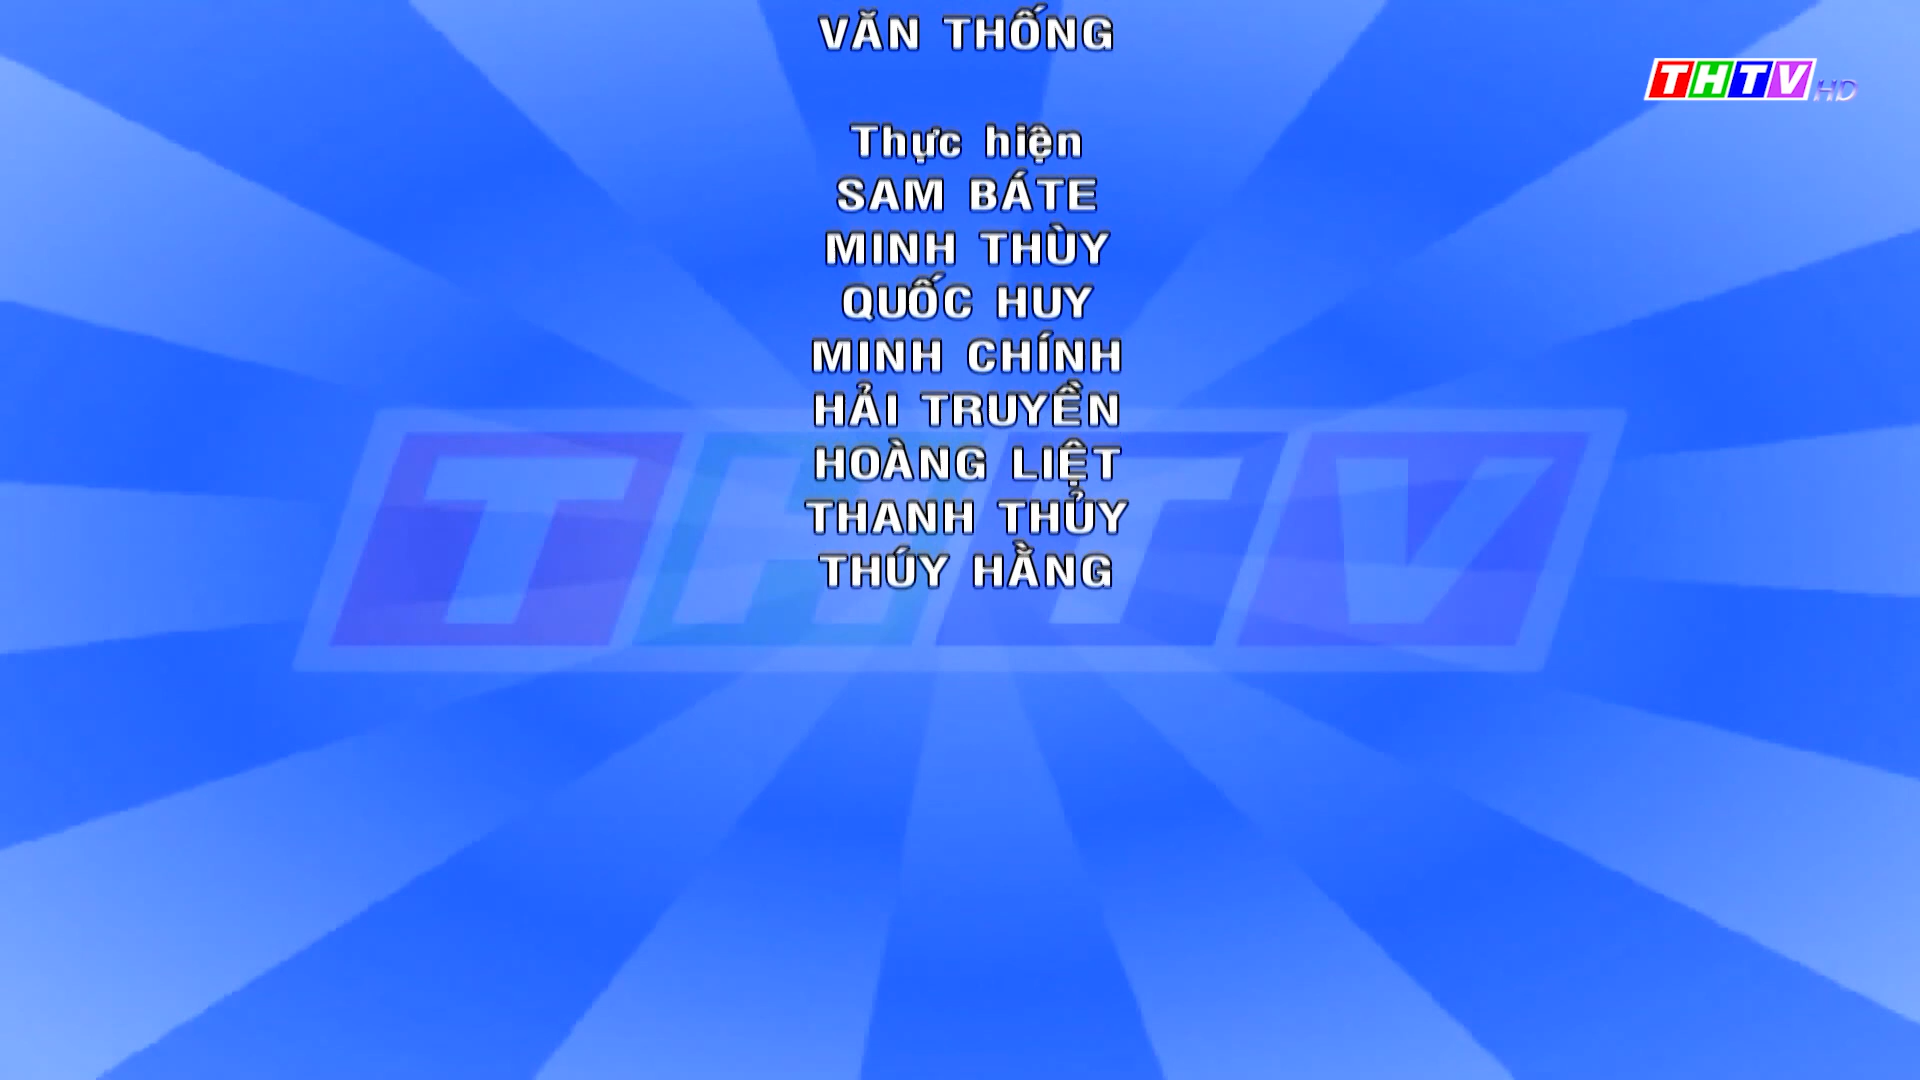 VĂN THỐNG
THTV HD
Thực hiện
SAM BÁTE
MINH THÙY
QUỐC HUY
MINH CHÍNH
HẢI TRUYỀN
HOÀNG LIỆT
THANH THỦY
THÚY HẰNG
THTV